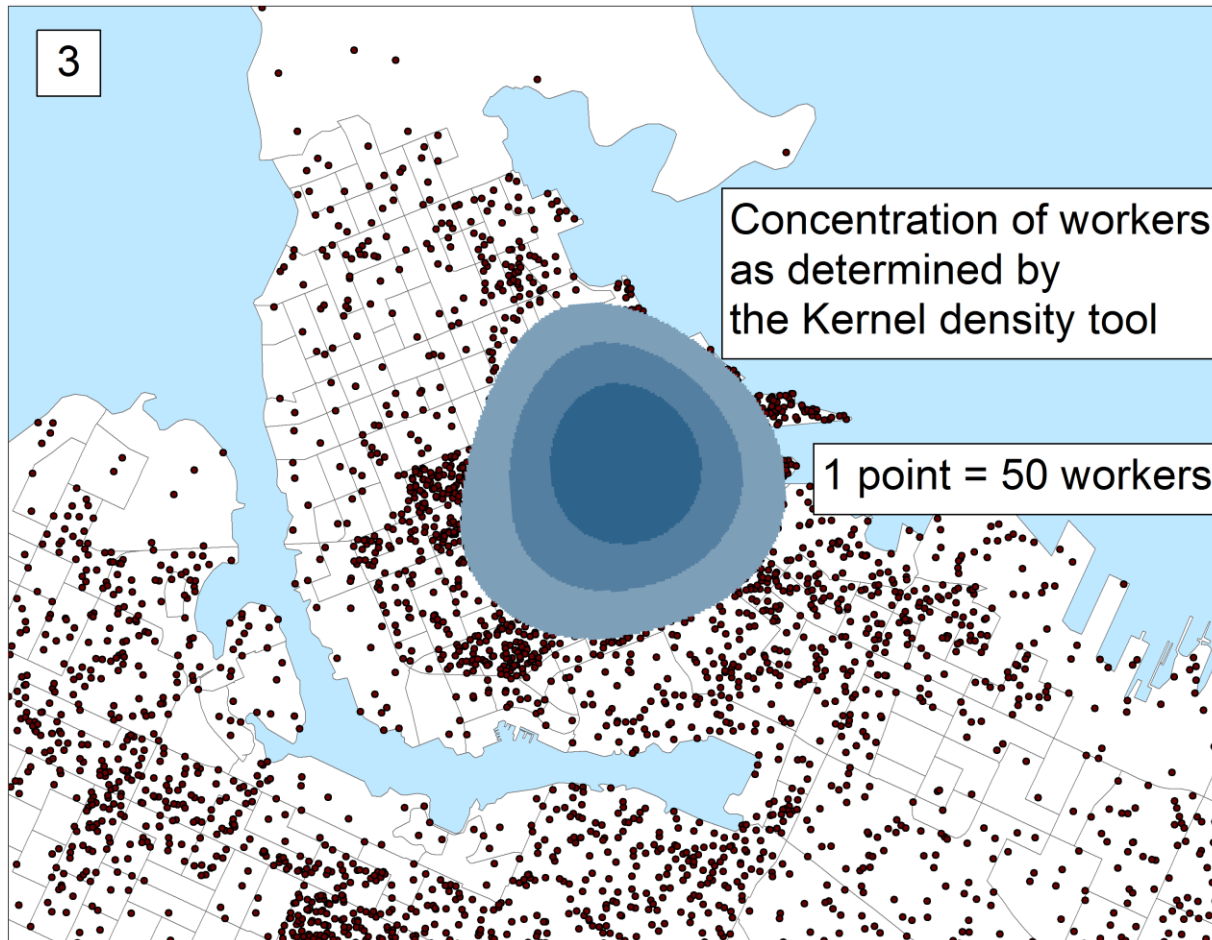 3
Concentration of workers
as determined by
the Kernel density tool
1 point = 50 workers